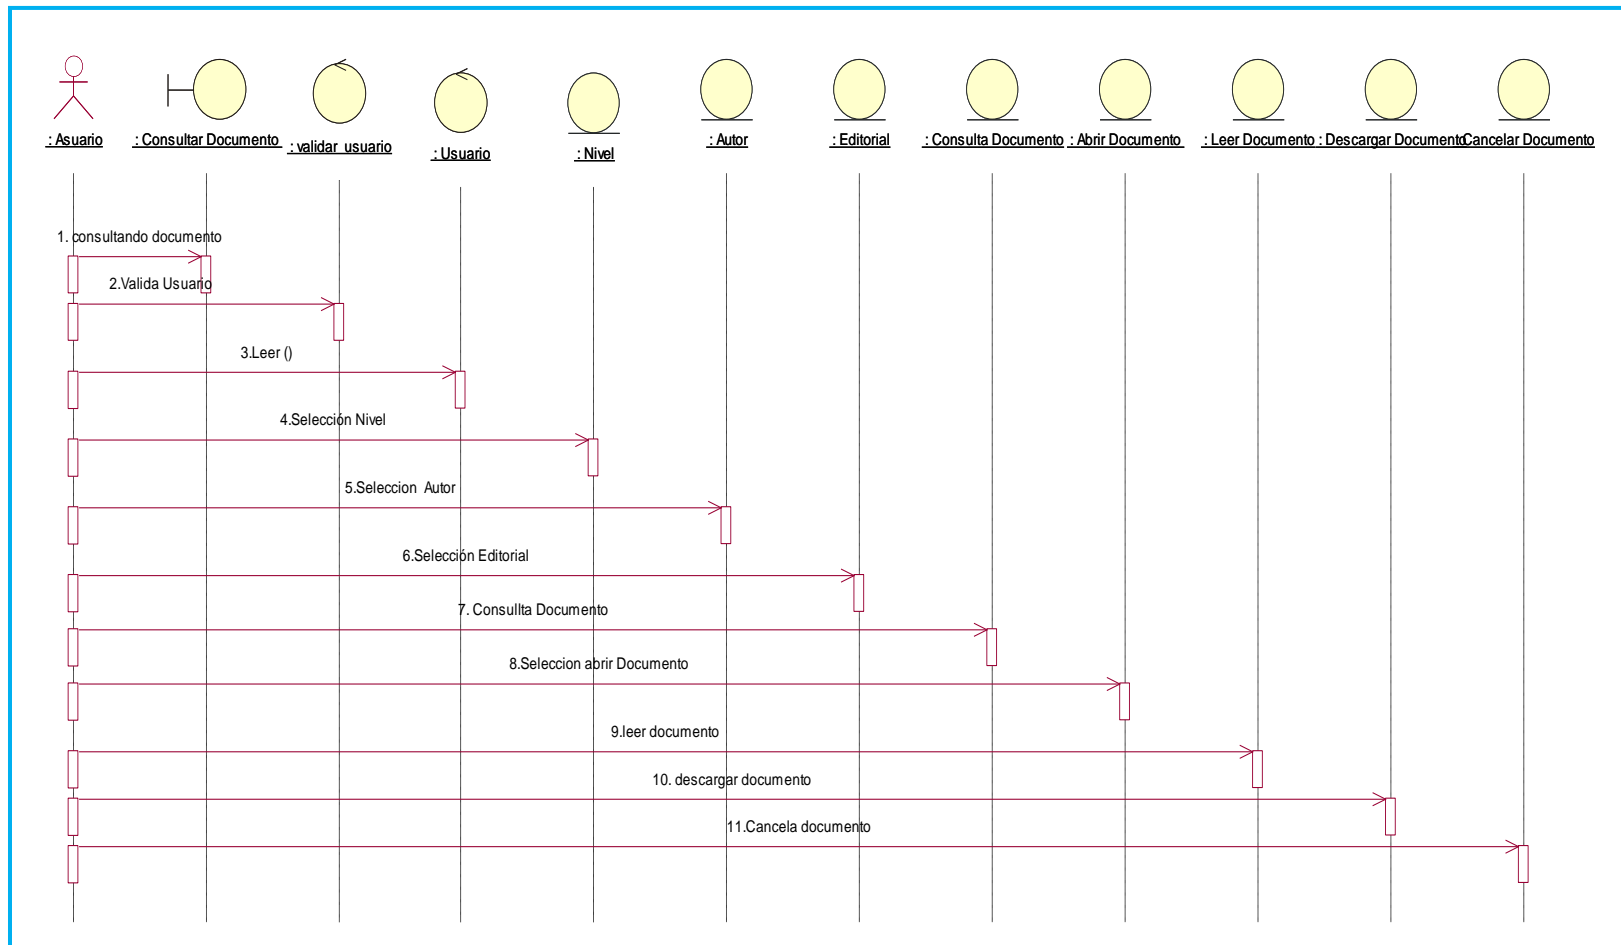 : Asuario
: Consultar Documento
: validar usuario
: Usuario
: Nivel
: Autor
: Editorial
: Consulta Documento
: Abrir Documento
: Leer Documento
: Descargar Documento
Cancelar Documento
1. consultando documento
2.Valida Usuario
3.Leer ()
4.Selección Nivel
5.Seleccion Autor
6.Selección Editorial
7. Consullta Documento
8.Seleccion abrir Documento
9.leer documento
10. descargar documento
11.Cancela documento